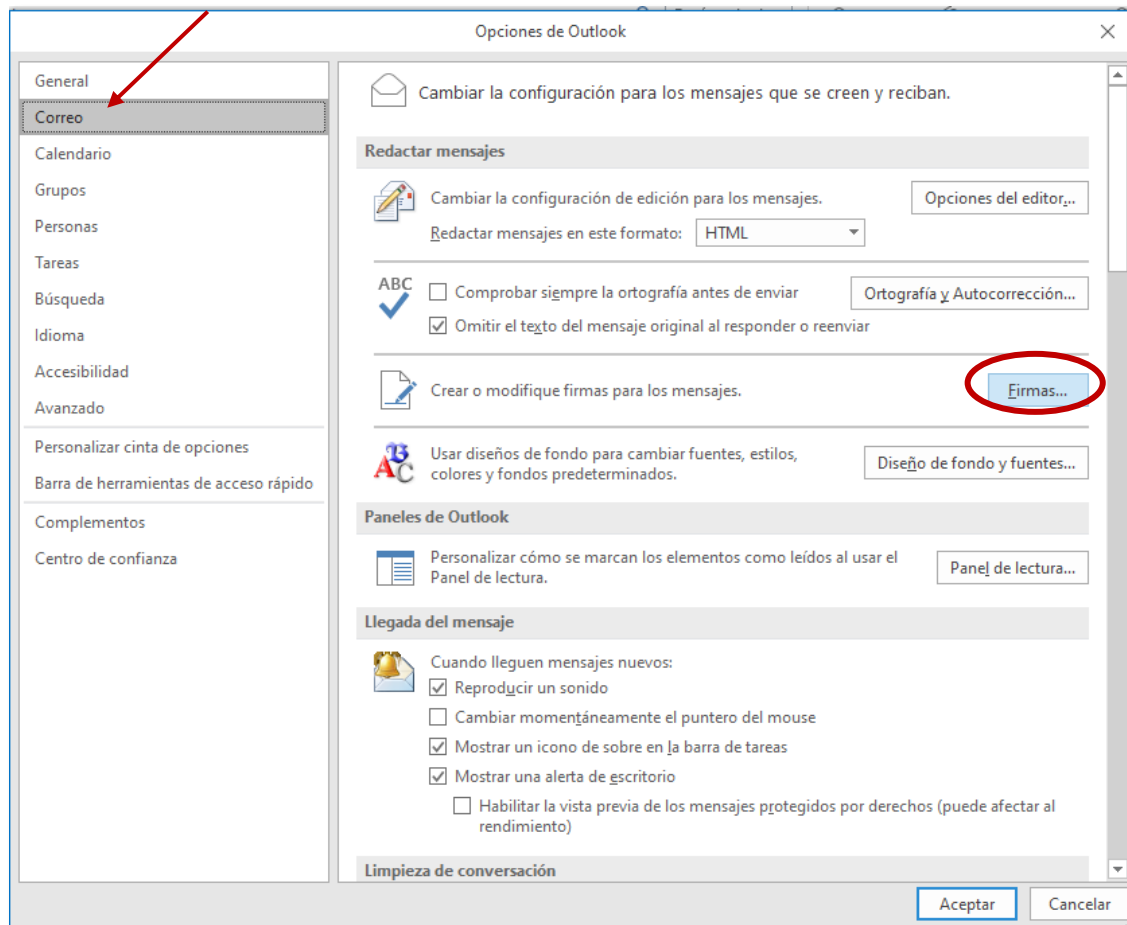 Opciones de Outlook
General
Correo
Calendario
Grupos
Personas
Tareas
Búsqueda
Idioma
Accesibilidad
Avanzado
Personalizar cinta de opciones
Barra de herramientas de acceso rápido
Complementos
Centro de confianza
Cambiar la configuración para los mensajes que se creen y reciban.
Redactar mensajes
Cambiar la configuración de edición para los mensajes.
Opciones del editor...
Redactar mensajes en este formato: HTML
ABC
Comprobar siempre la ortografía antes de enviar
Ortografía y Autocorrección...
Omitir el texto del mensaje original al responder o reenviar
Crear o modifique firmas para los mensajes.
Firmas...
ABC
Usar diseños de fondo para cambiar fuentes, estilos,
colores y fondos predeterminados.
Diseño de fondo y fuentes...
Paneles de Outlook
Personalizar cómo se marcan los elementos como leídos al usar el
Panel de lectura.
Panel de lectura...
Llegada del mensaje
Cuando lleguen mensajes nuevos:
Reproducir un sonido
Cambiar momentáneamente el puntero del mouse
Mostrar un icono de sobre en la barra de tareas
Mostrar una alerta de escritorio
Habilitar la vista previa de los mensajes protegidos por derechos (puede afectar al
rendimiento)
Limpieza de conversación
Aceptar
Cancelar